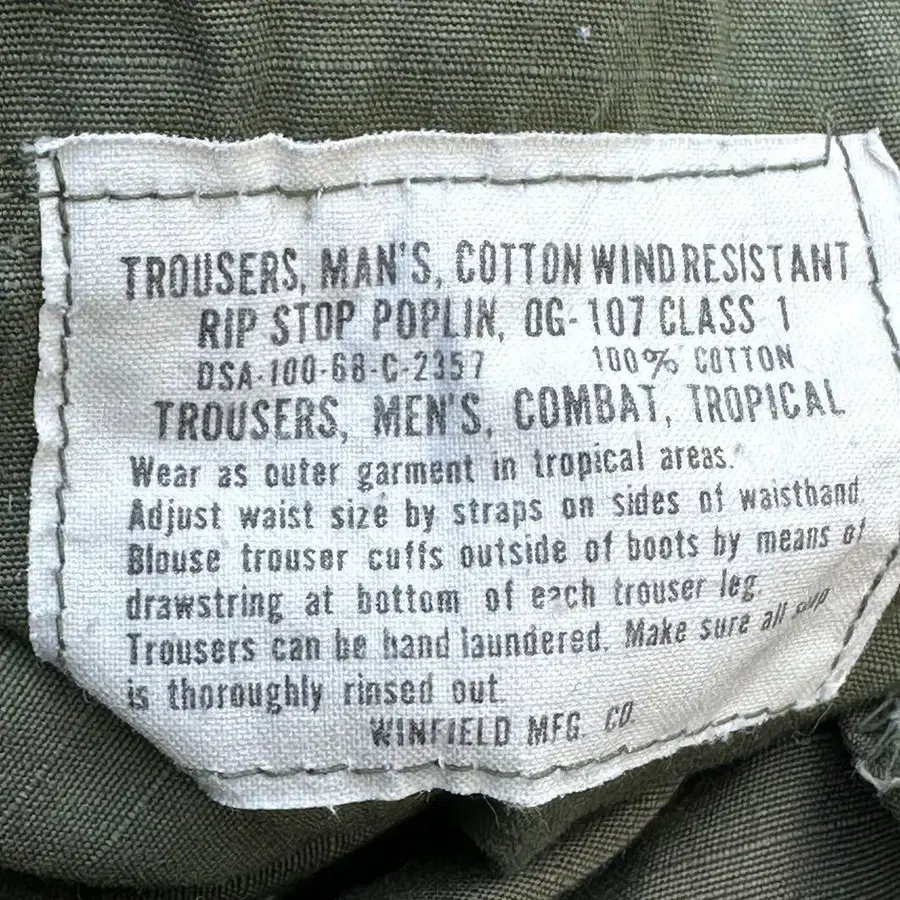 TROUSERS, MAN'S, COTTON WIND RESISTANT
RIP STOP POPLIN, OG-107 CLASS 1
DSA-100-68-C-2357 100% COTTON
TROUSERS, MEN'S, COMBAT, TROPICAL
Wear as outer garment in tropical areas.
Adjust waist size by straps on sides of waistband
Blouse trouser cuffs outside of boots by means of
drawstring at bottom of each trouser leg.
Trousers can be hand laundered. Make sure all soap
is thoroughly rinsed out.
WINFIELD MFG. CO.